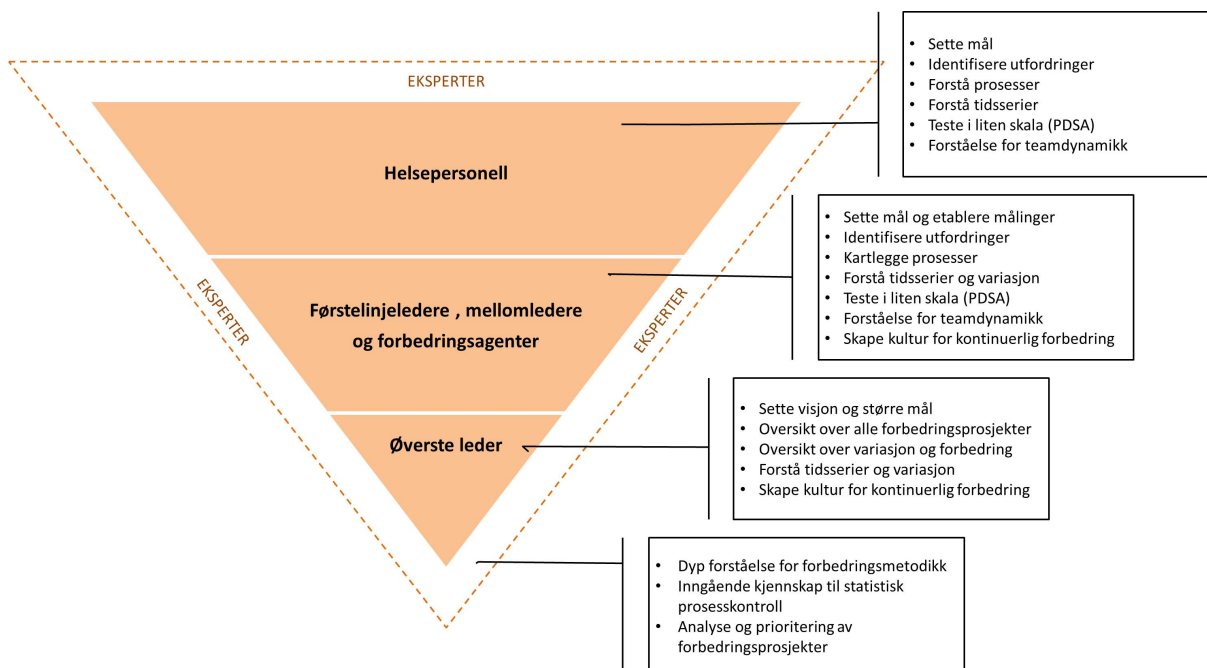 EKSPERTER
Helsepersonell
• Sette mål
• Identifisere utfordringer
• Forstå prosesser
• Forstå tidsserier
• Teste i liten skala (PDSA)
• Forståelse for teamdynamikk
EKSPERTER
EKSPERTER
Førstelinjeledere , mellomledere
og forbedringsagenter
• Sette mål og etablere målinger
• Identifisere utfordringer
• Kartlegge prosesser
• Forstå tidsserier og variasjon
• Teste i liten skala (PDSA)
• Forståelse for teamdynamikk
• Skape kultur for kontinuerlig forbedring
Øverste leder
• Sette visjon og større mål
• Oversikt over alle forbedringsprosjekter
• Oversikt over variasjon og forbedring
• Forstå tidsserier og variasjon
• Skape kultur for kontinuerlig forbedring
• Dyp forståelse for forbedringsmetodikk
• Inngående kjennskap til statistisk
prosesskontroll
• Analyse og prioritering av
forbedringsprosjekter